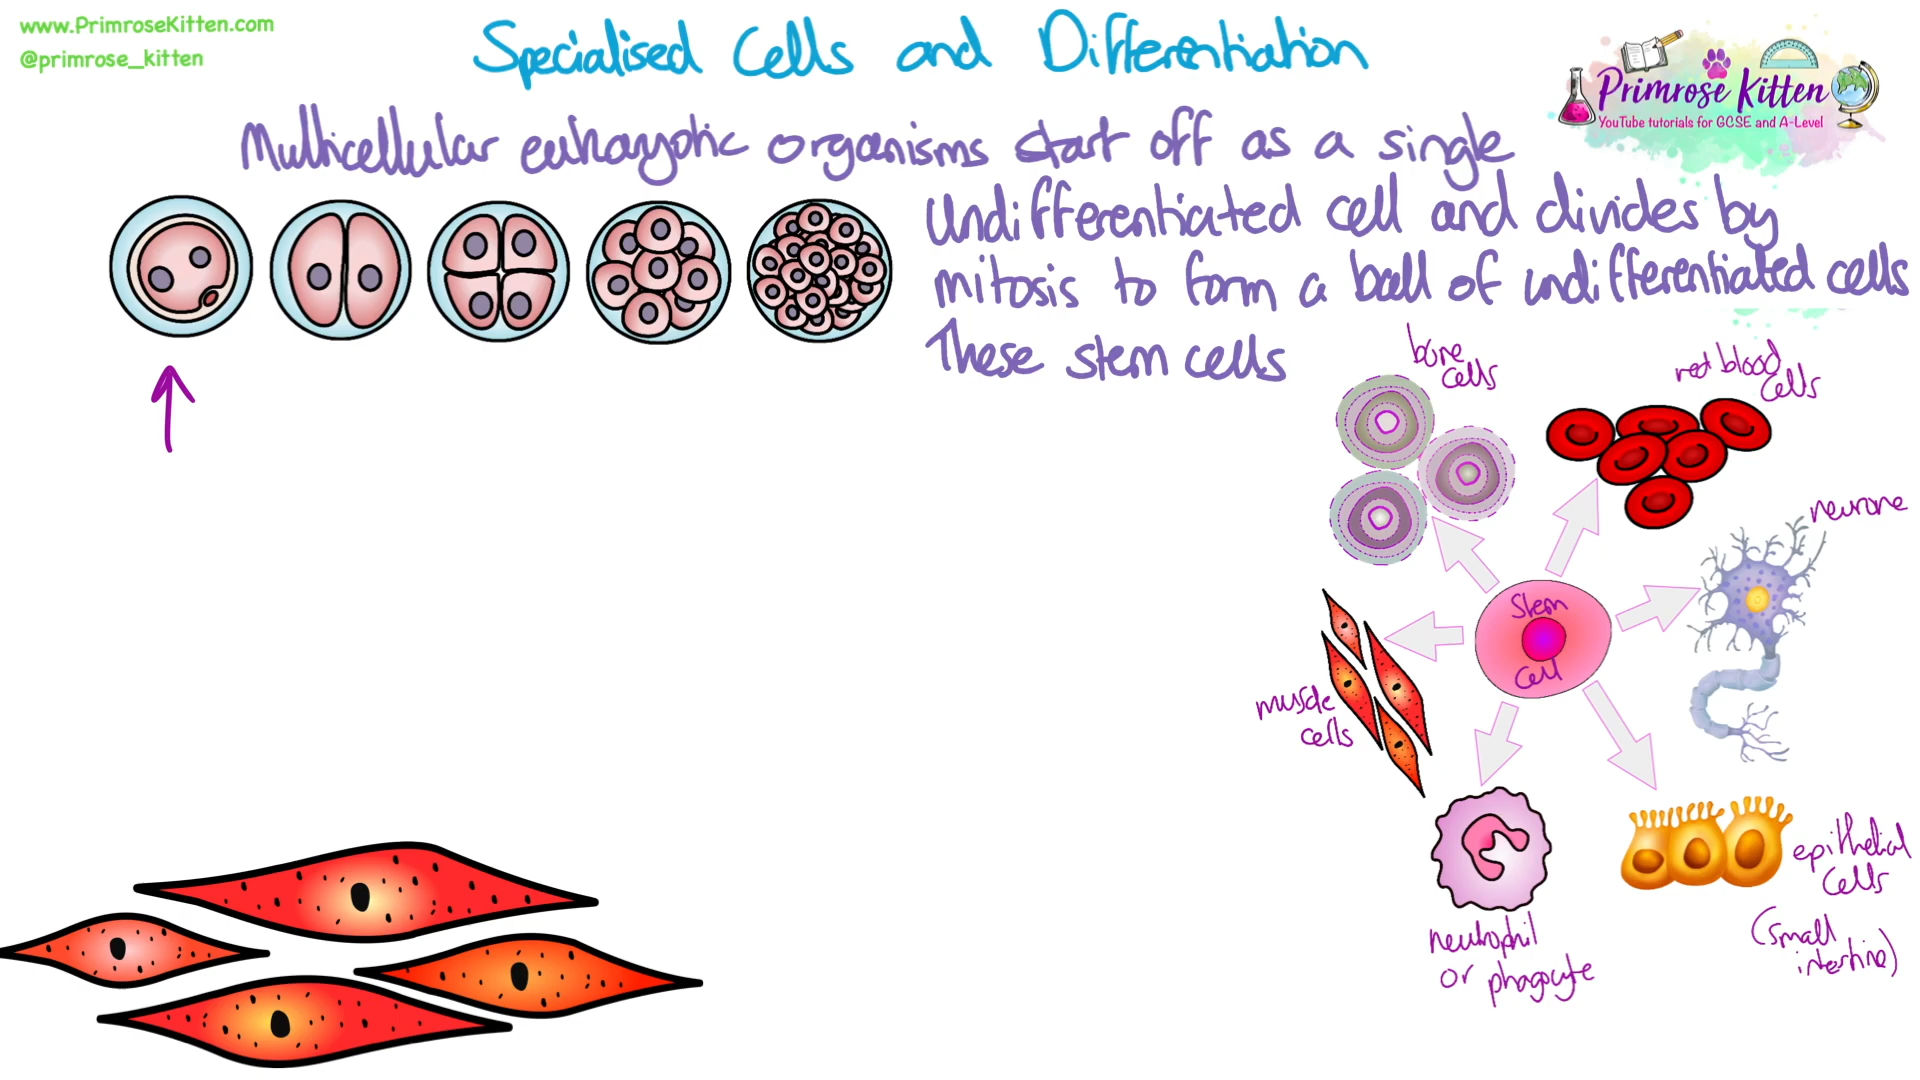 www.PrimroseKitten.com
@primrose_kitten
Specialised Cells and Differentiation
Primrose Kitten
YouTube tutorials for GCSE and A-Level
Multicellular eukaryotic organisms start off as a single
undifferentiated cell and divides by
mitosis to form a ball of undifferentiated cells
These stem cells
bone
cells
red blood
cells
neurone
Stem
Cell
muscle
cells
epithelial
cells
(small
intestine)
neutrophil
or phagocyte